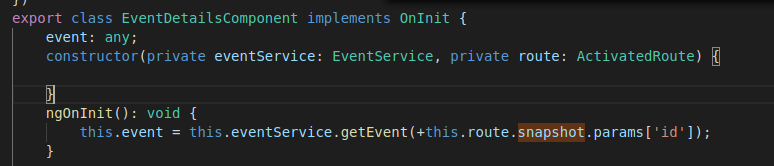 })
export class EventDetailsComponent implements OnInit {
event: any;
constructor(private eventService: EventService, private route: ActivatedRoute) {
}
ngOnInit(): void {
this.event = this.eventService.getEvent(+this.route.snapshot.params['id']);
}